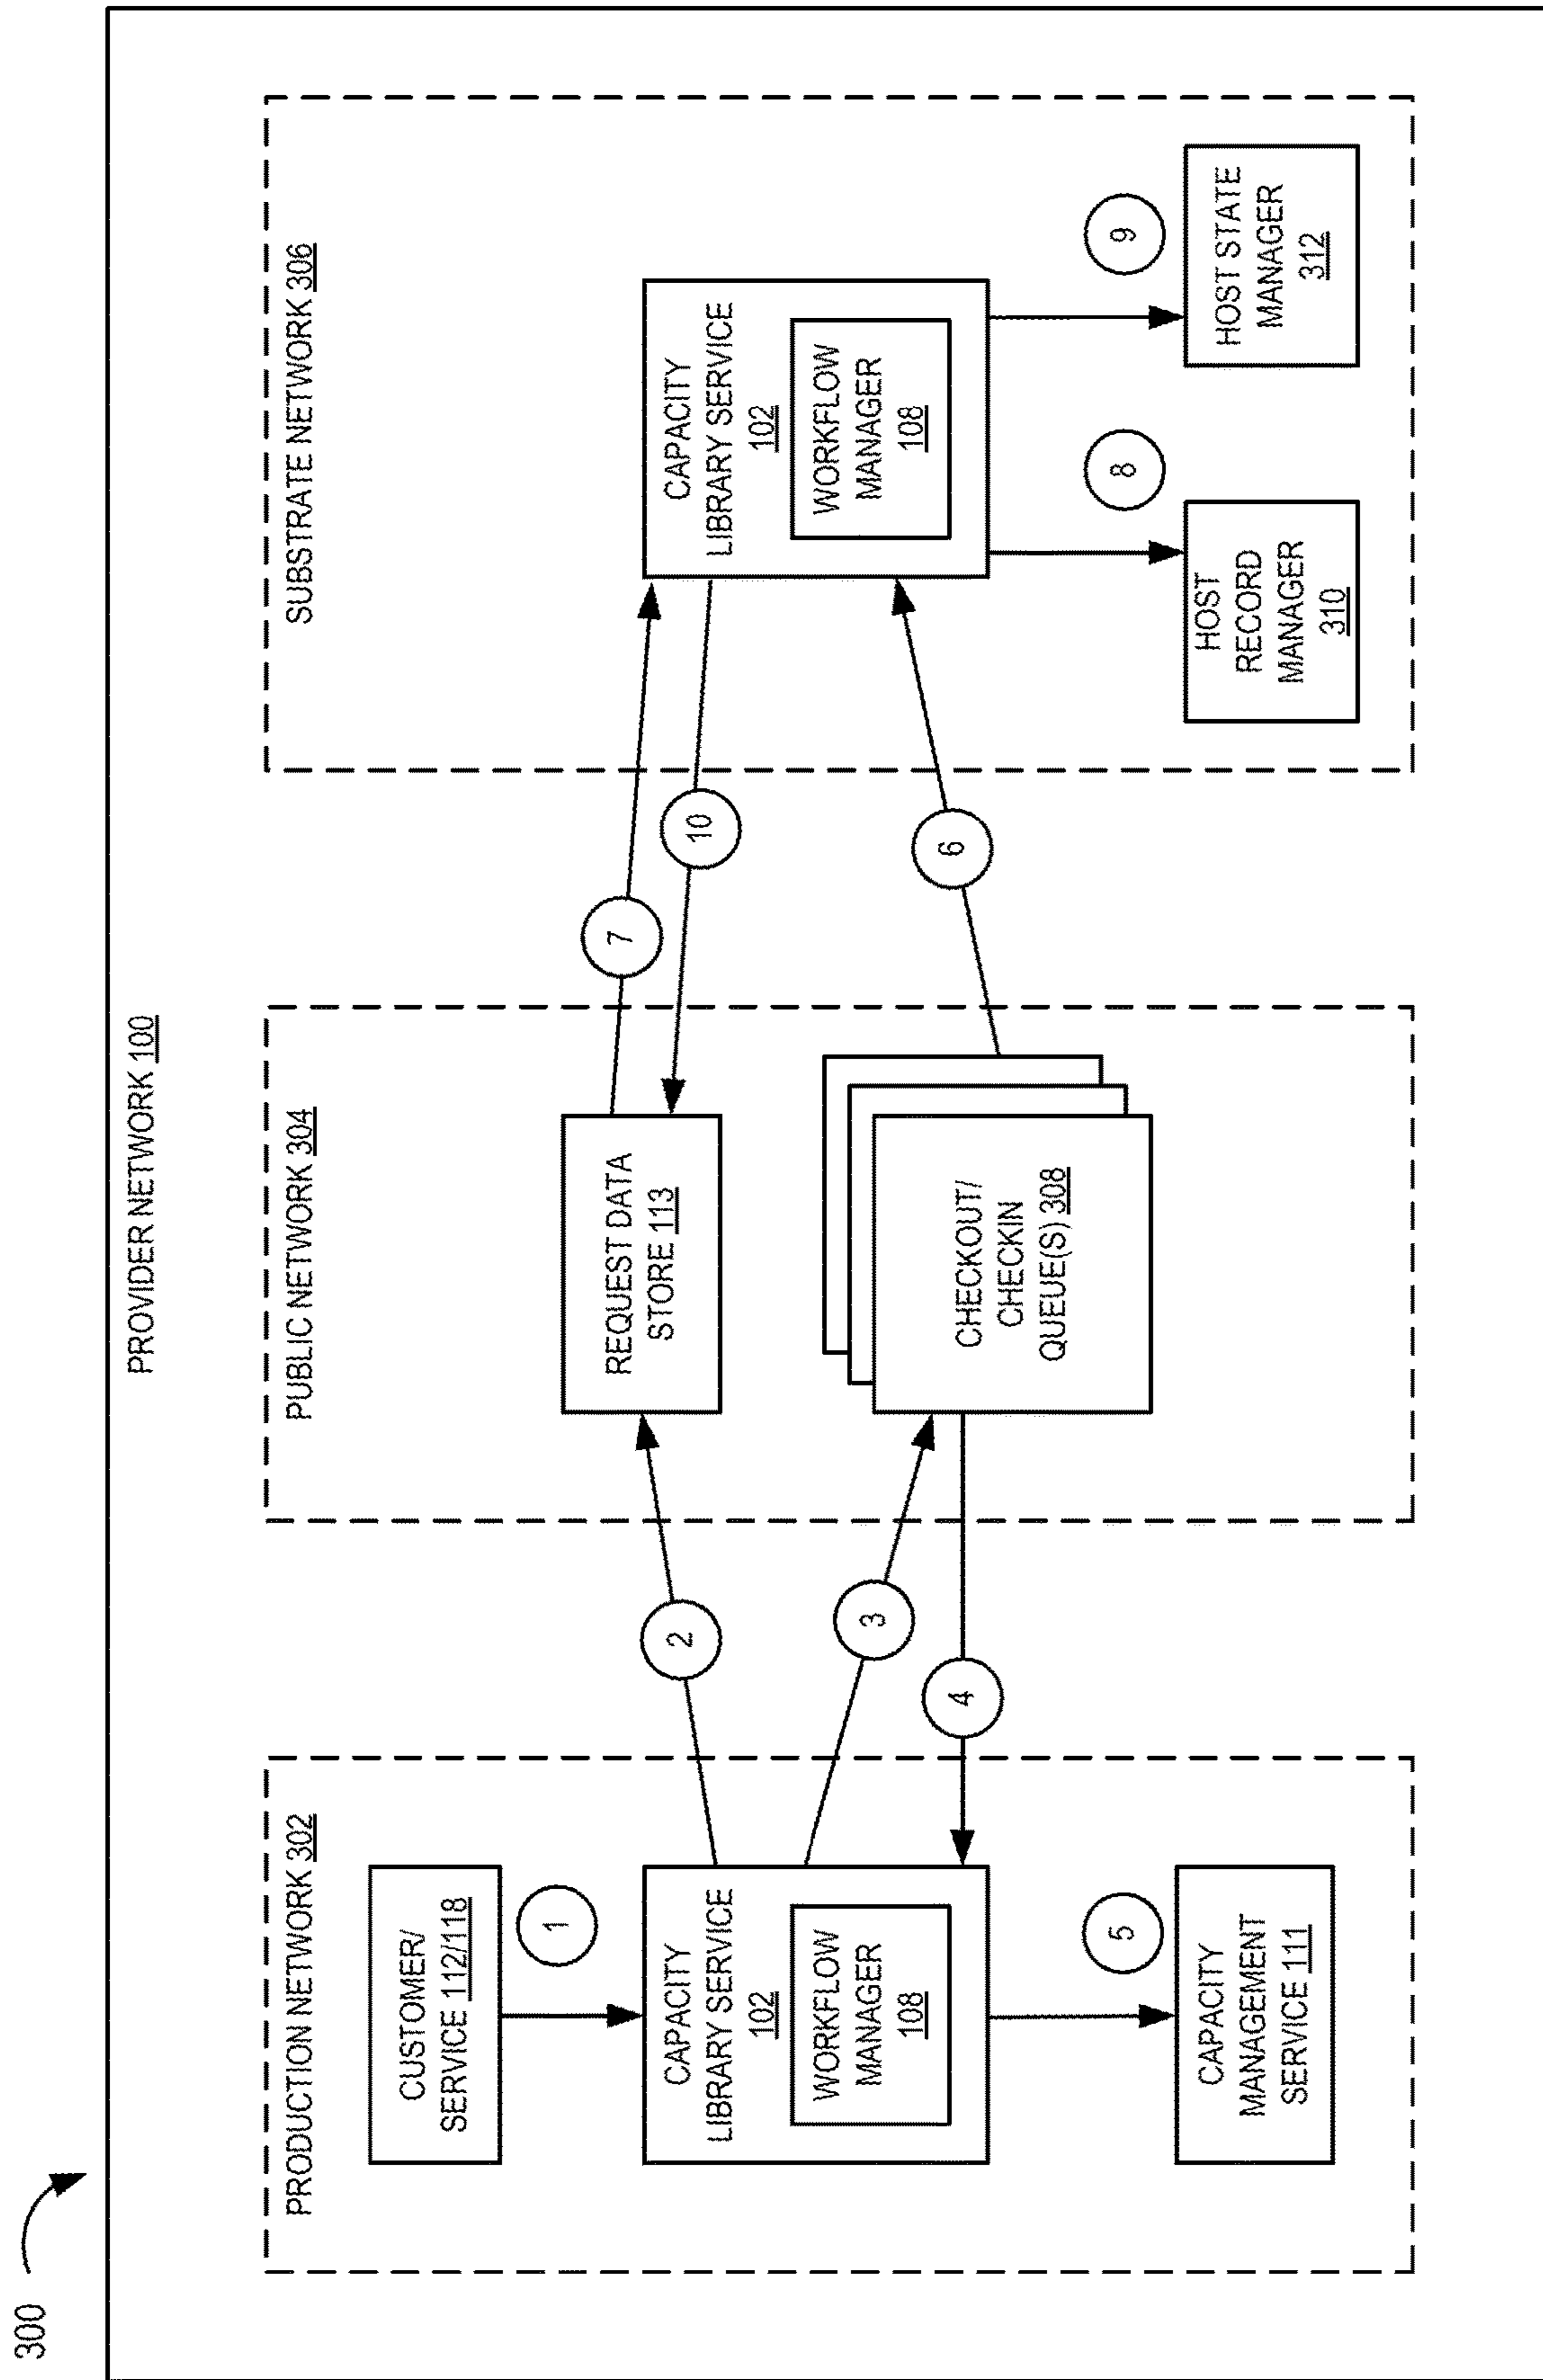 300
PROVIDER NETWORK 100
PRODUCTION NETWORK 302
CUSTOMER/
SERVICE 112/118
1
CAPACITY
LIBRARY SERVICE
102
WORKFLOW
MANAGER
108
5
CAPACITY
MANAGEMENT
SERVICE 111
2
3
4
PUBLIC NETWORK 304
REQUEST DATA
STORE 113
CHECKOUT/
CHECKIN
QUEUE(S) 308
7
10
6
SUBSTRATE NETWORK 306
CAPACITY
LIBRARY SERVICE
102
WORKFLOW
MANAGER
108
8
9
HOST
RECORD
MANAGER
310
HOST STATE
MANAGER
312